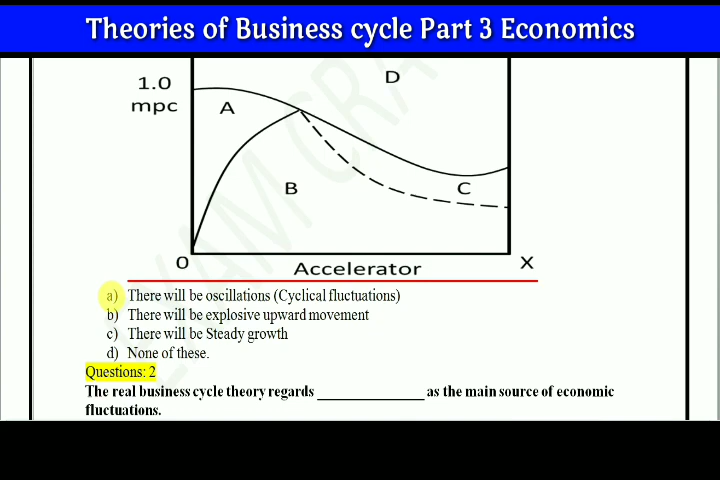 Theories of Business cycle Part 3 Economics
1.0
mpc
A
D
B
C
0
Accelerator
X
a) There will be oscillations (Cyclical fluctuations)
b) There will be explosive upward movement
c) There will be Steady growth
d) None of these.
Questions: 2
The real business cycle theory regards _______________ as the main source of economic
fluctuations.